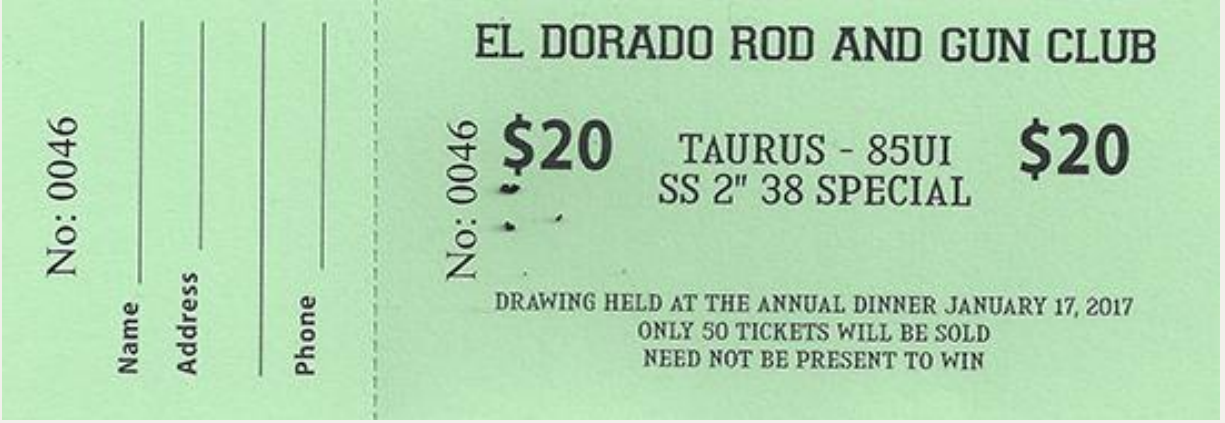 No: 0046
Name
Address
Phone
EL DORADO ROD AND GUN CLUB
No: 0046
$20
TAURUS - 85UI
SS 2" 38 SPECIAL
$20
DRAWING HELD AT THE ANNUAL DINNER JANUARY 17, 2017
ONLY 50 TICKETS WILL BE SOLD
NEED NOT BE PRESENT TO WIN